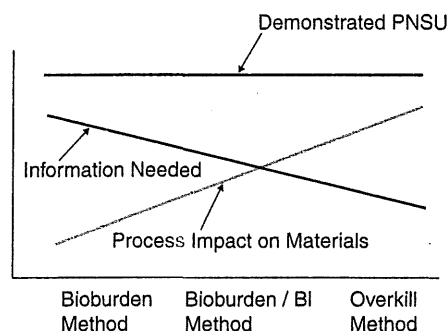 Demonstrated PNSU
Information Needed
Process Impact on Materials
Bioburden Method
Bioburden / BI Method
Overkill Method